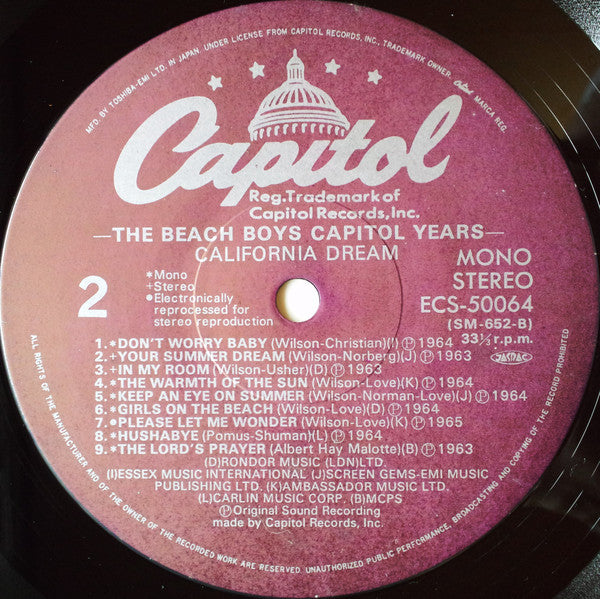 MFD. BY TOSHIBA-EMI LTD. IN JAPAN. UNDER LICENSE FROM CAPITOL RECORDS, INC., TRADEMARK OWNER. Capitol MARCA REG.
Capitol
Reg.Trademark of
Capitol Records,Inc.
—THE BEACH BOYS CAPITOL YEARS—
CALIFORNIA DREAM
2
*Mono
+Stereo
●Electronically
reprocessed for
stereo reproduction
MONO
STEREO
ECS-50064
(SM-652-B)
33⅓ r.p.m.
JASRAC
1.*DON'T WORRY BABY (Wilson-Christian)(I) Ⓟ 1964
2.+YOUR SUMMER DREAM (Wilson-Norberg)(J) Ⓟ 1963
3.+IN MY ROOM (Wilson-Usher)(D) Ⓟ 1963
4.*THE WARMTH OF THE SUN (Wilson-Love)(K) Ⓟ 1964
5.*KEEP AN EYE ON SUMMER (Wilson-Norman-Love)(J) Ⓟ 1964
6.*GIRLS ON THE BEACH (Wilson-Love)(D) Ⓟ 1964
7.*PLEASE LET ME WONDER (Wilson-Love)(K) Ⓟ 1965
8.*HUSHABYE (Pomus-Shuman)(L) Ⓟ 1964
9.*THE LORD'S PRAYER (Albert Hay Malotte)(B) Ⓟ 1963
(D)RONDOR MUSIC (LDN)LTD.
(I)ESSEX MUSIC INTERNATIONAL (J)SCREEN GEMS-EMI MUSIC
PUBLISHING LTD. (K)AMBASSADOR MUSIC LTD.
(L)CARLIN MUSIC CORP. (B)MCPS
ⓅOriginal Sound Recording
made by Capitol Records, Inc.
ALL RIGHTS OF THE MANUFACTURER AND OF THE OWNER OF THE RECORDED WORK ARE RESERVED. UNAUTHORIZED PUBLIC PERFORMANCE, BROADCASTING AND COPYING OF THIS RECORD PROHIBITED